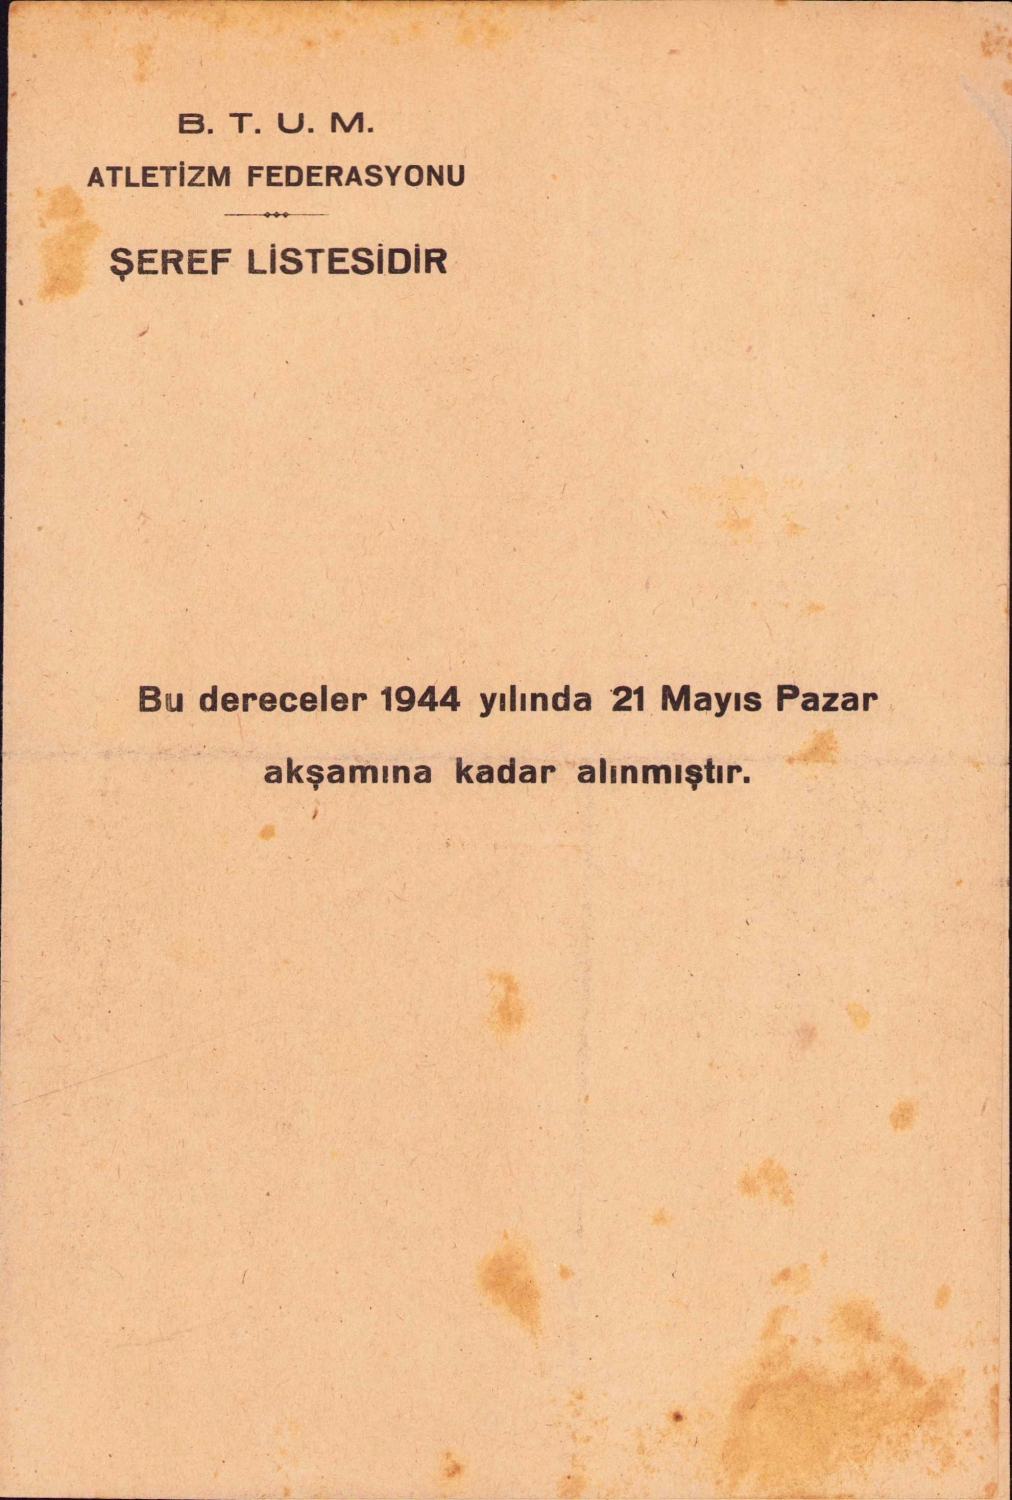 B. T. U. M.
ATLETİZM FEDERASYONU
ŞEREF LİSTESİDİR
Bu dereceler 1944 yılında 21 Mayıs Pazar
akşamına kadar alınmıştır.